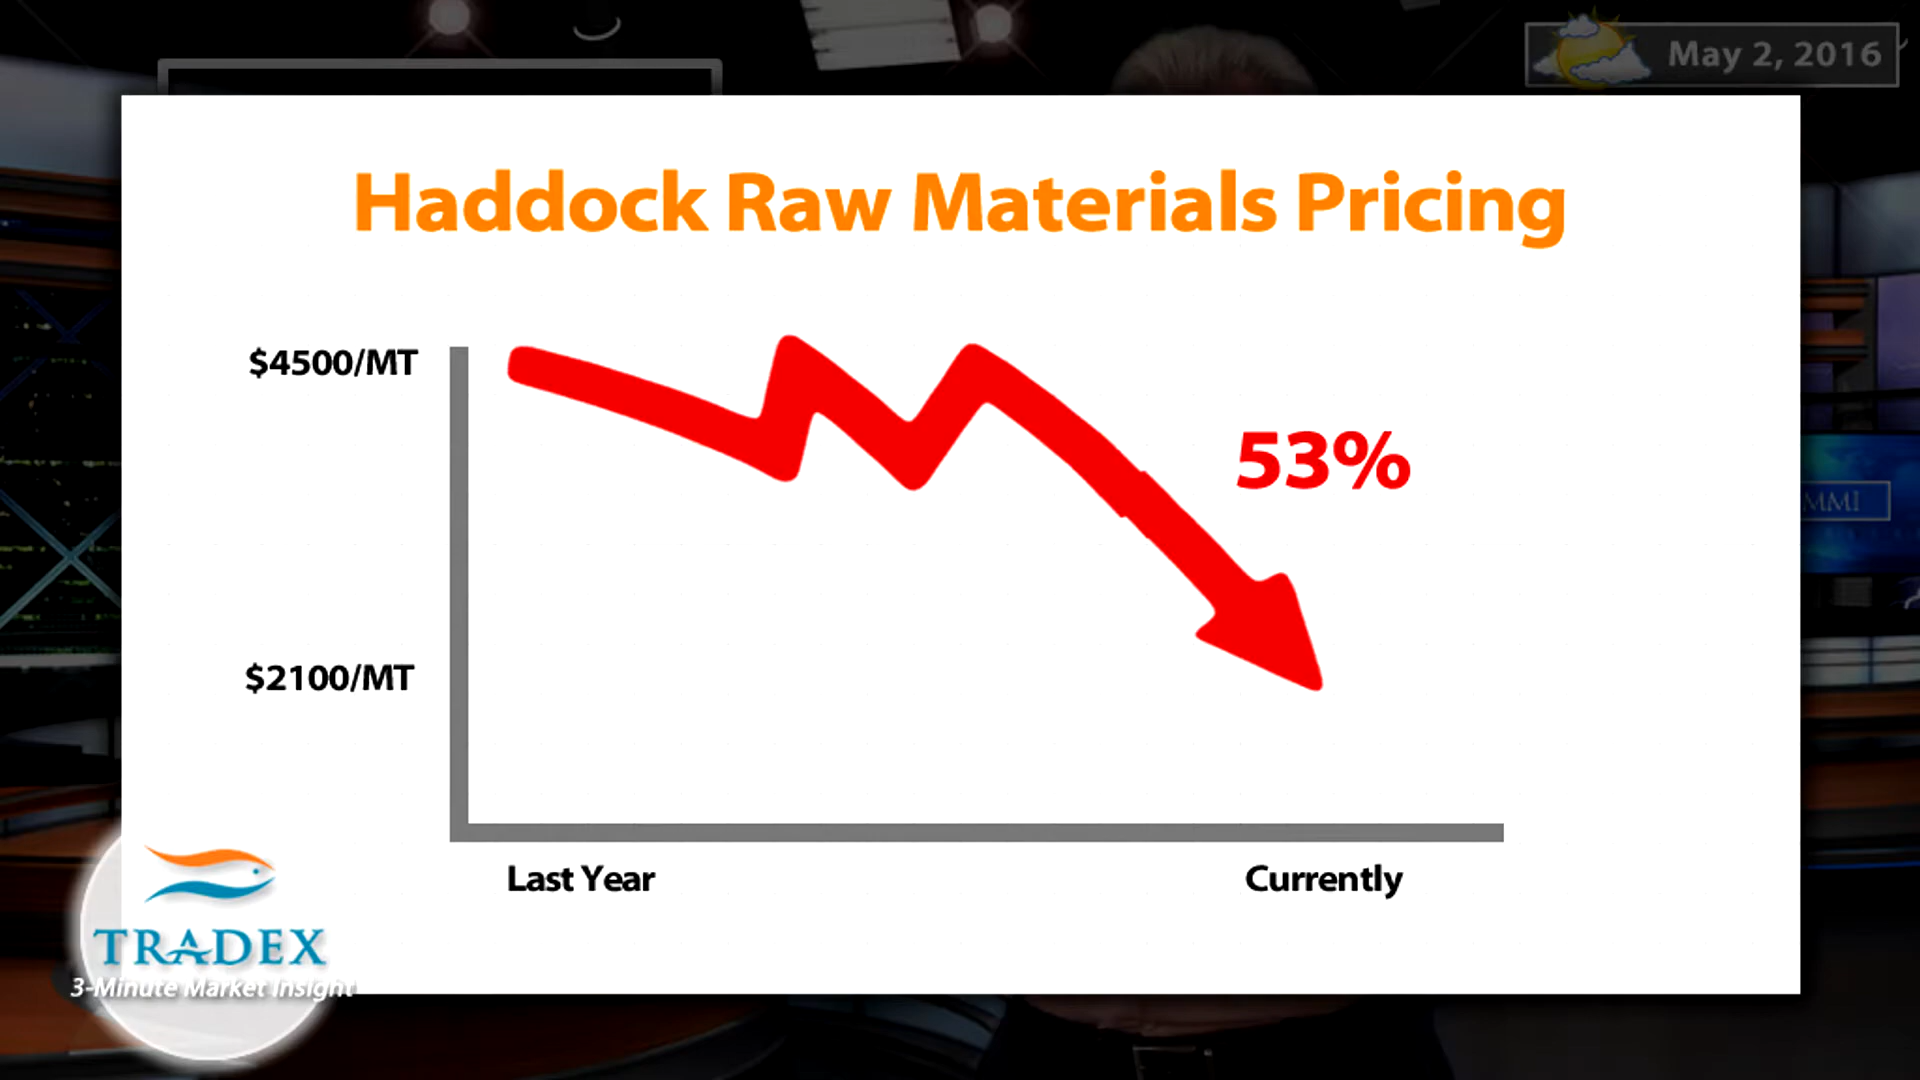 May 2, 2016
Haddock Raw Materials Pricing
$4500/MT
53%
MMI
$2100/MT
Last Year
Currently
TRADEX
3-Minute Market Insight